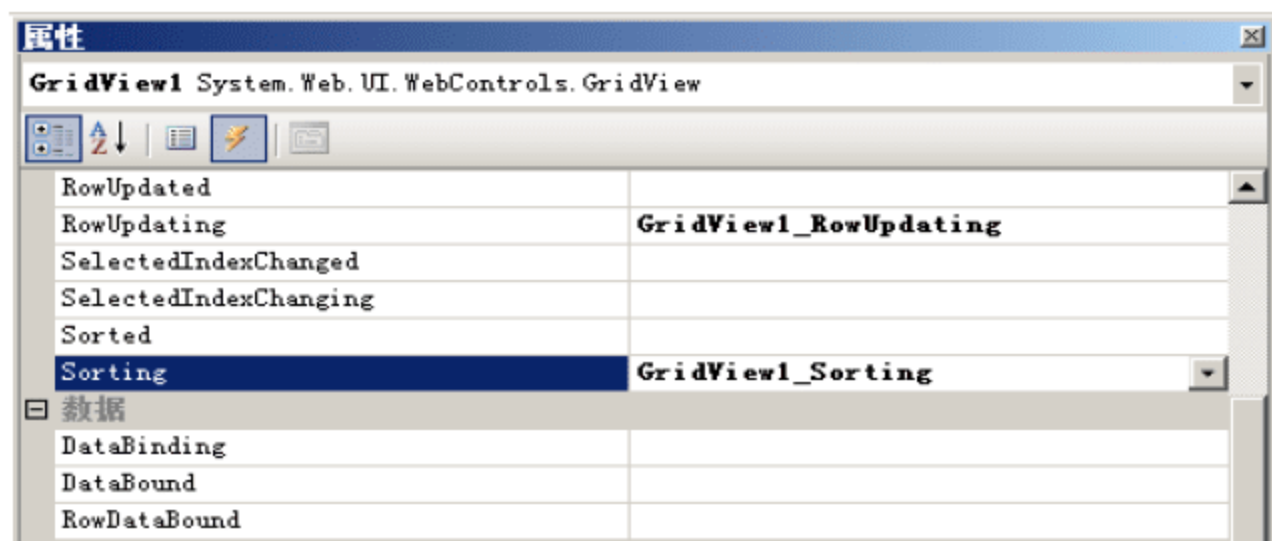 属性
GridView1 System.Web.UI.WebControls.GridView
RowUpdated
RowUpdating GridView1_RowUpdating
SelectedIndexChanged
SelectedIndexChanging
Sorted
Sorting GridView1_Sorting
数据
DataBinding
DataBound
RowDataBound